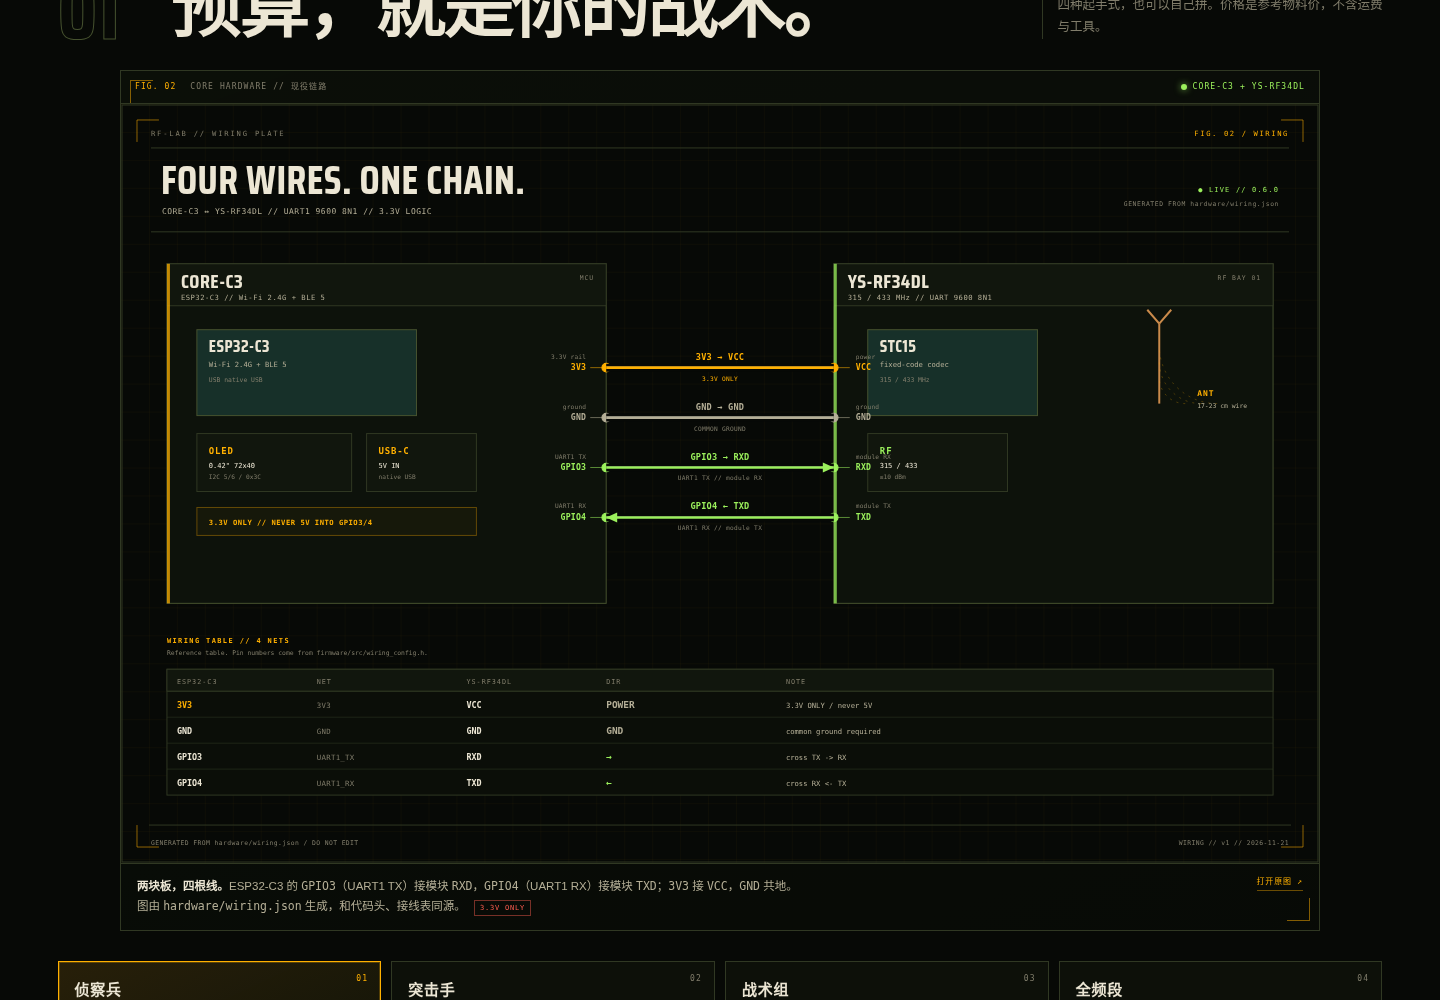 01
预算，就是你的战术。
四种起手式，也可以自己拼。价格是参考物料价，不含运费
与工具。
FIG. 02 CORE HARDWARE // 现役链路
CORE-C3 + YS-RF34DL
RF-LAB // WIRING PLATE
FIG. 02 / WIRING
FOUR WIRES. ONE CHAIN.
● LIVE // 0.6.0
CORE-C3 ↔ YS-RF34DL // UART1 9600 8N1 // 3.3V LOGIC
GENERATED FROM hardware/wiring.json
CORE-C3
MCU
ESP32-C3 // Wi-Fi 2.4G + BLE 5
ESP32-C3
Wi-Fi 2.4G + BLE 5
USB native USB
OLED
0.42" 72x40
I2C 5/6 / 0x3C
USB-C
5V IN
native USB
3.3V ONLY // NEVER 5V INTO GPIO3/4
3.3V rail
3V3
ground
GND
UART1 TX
GPIO3
UART1 RX
GPIO4
3V3 → VCC
3.3V ONLY
GND → GND
COMMON GROUND
GPIO3 → RXD
UART1 TX // module RX
GPIO4 ← TXD
UART1 RX // module TX
YS-RF34DL
RF BAY 01
315 / 433 MHz // UART 9600 8N1
power
VCC
ground
GND
module RX
RXD
module TX
TXD
STC15
fixed-code codec
315 / 433 MHz
RF
315 / 433
≤10 dBm
ANT
17-23 cm wire
WIRING TABLE // 4 NETS
Reference table. Pin numbers come from firmware/src/wiring_config.h.
ESP32-C3 NET YS-RF34DL DIR NOTE
3V3 3V3 VCC POWER 3.3V ONLY / never 5V
GND GND GND GND common ground required
GPIO3 UART1_TX RXD → cross TX -> RX
GPIO4 UART1_RX TXD ← cross RX <- TX
GENERATED FROM hardware/wiring.json / DO NOT EDIT
WIRING // v1 // 2026-11-21
两块板，四根线。ESP32-C3 的 GPIO3（UART1 TX）接模块 RXD，GPIO4（UART1 RX）接模块 TXD；3V3 接 VCC，GND 共地。
图由 hardware/wiring.json 生成，和代码头、接线表同源。 3.3V ONLY
打开原图 ↗
侦察兵
01
突击手
02
战术组
03
全频段
04